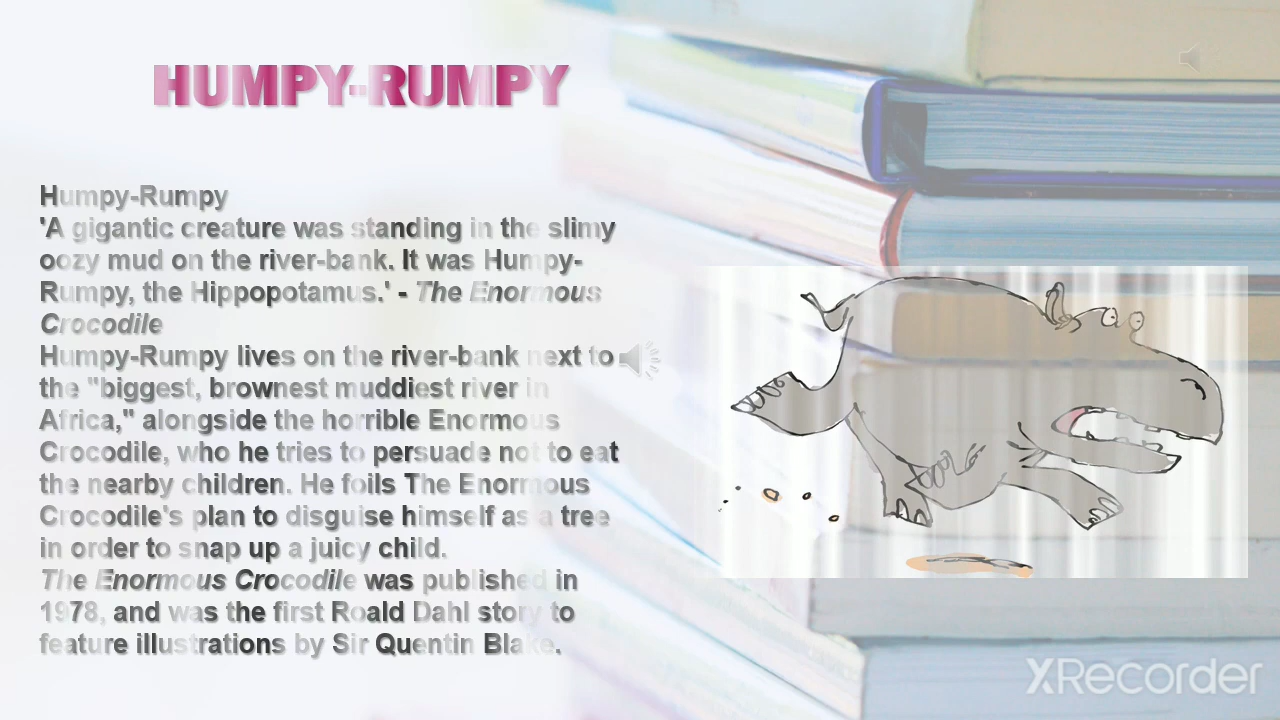 HUMPY-RUMPY
Humpy-Rumpy
'A gigantic creature was standing in the slimy
oozy mud on the river-bank. It was Humpy-
Rumpy, the Hippopotamus.' - The Enormous
Crocodile
Humpy-Rumpy lives on the river-bank next to
the "biggest, brownest muddiest river in
Africa," alongside the horrible Enormous
Crocodile, who he tries to persuade not to eat
the nearby children. He foils The Enormous
Crocodile's plan to disguise himself as a tree
in order to snap up a juicy child.
The Enormous Crocodile was published in
1978, and was the first Roald Dahl story to
feature illustrations by Sir Quentin Blake.
XRecorder